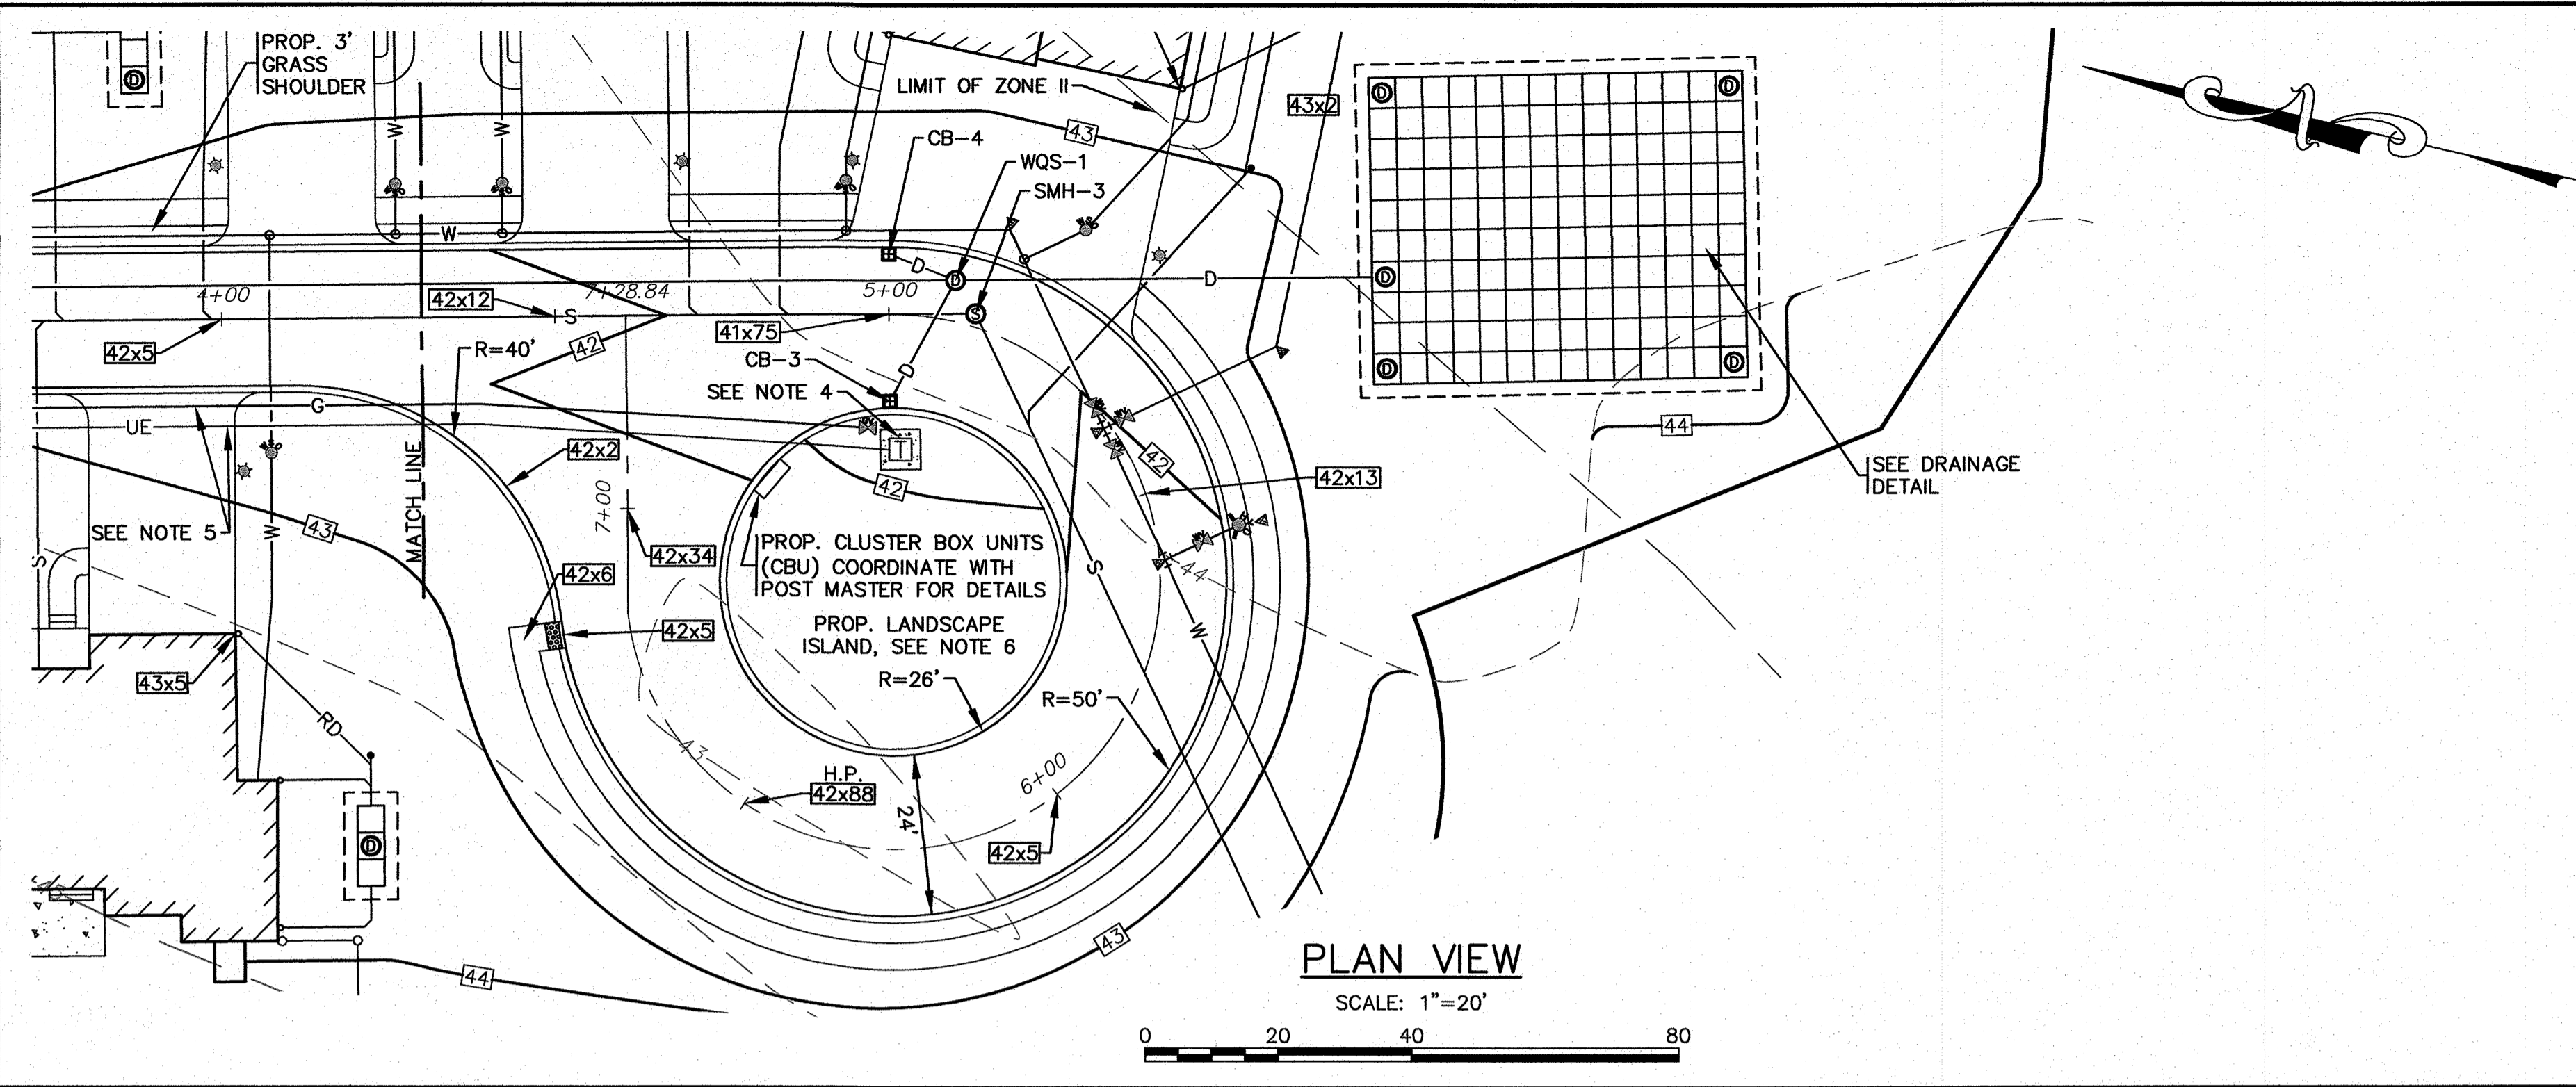 PROP. 3'
GRASS
SHOULDER
D
LIMIT OF ZONE II
43x2
D
D
W
W
43
CB-4
WQS-1
SMH-3
W
D
D
D
D
4+00
42x12
7+28.84
5+00
S
S
41x75
42x5
R=40'
42
CB-3
D
SEE NOTE 4
D
D
G
UE
T
42
44
42x2
42x13
SEE DRAINAGE
DETAIL
MATCH LINE
42
7+00
SEE NOTE 5
W
43
S
42x34
PROP. CLUSTER BOX UNITS
(CBU) COORDINATE WITH
POST MASTER FOR DETAILS
S
44
42x6
42x5
PROP. LANDSCAPE
ISLAND, SEE NOTE 6
W
43x5
R=26'
R=50'
RD
43
H.P.
42x88
6+00
24'
D
42x5
43
44
PLAN VIEW
SCALE: 1"=20'
0 20 40 80